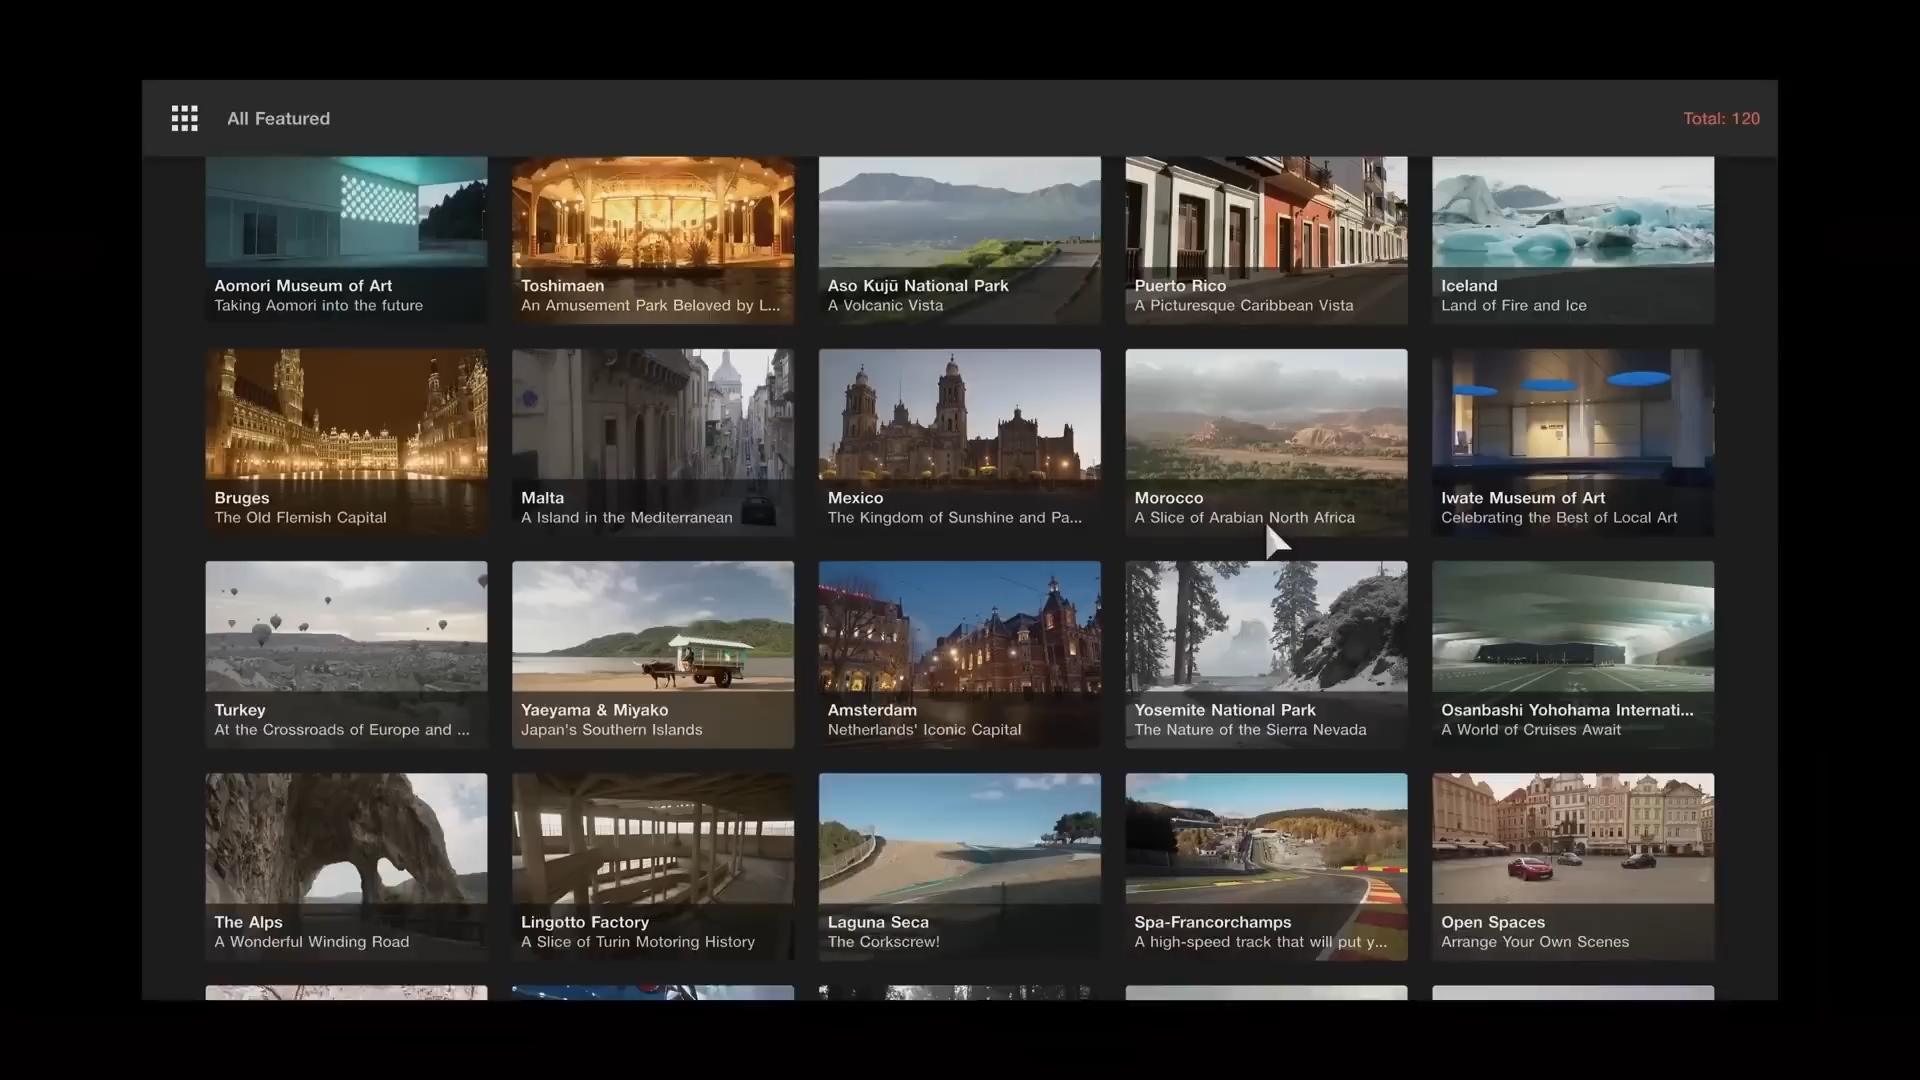 All Featured
Total: 120
Aomori Museum of Art
Taking Aomori into the future
Toshimaen
An Amusement Park Beloved by L...
Aso Kujū National Park
A Volcanic Vista
Puerto Rico
A Picturesque Caribbean Vista
Iceland
Land of Fire and Ice
Bruges
The Old Flemish Capital
Malta
A Island in the Mediterranean
Mexico
The Kingdom of Sunshine and Pa...
Morocco
A Slice of Arabian North Africa
Iwate Museum of Art
Celebrating the Best of Local Art
Turkey
At the Crossroads of Europe and ...
Yaeyama & Miyako
Japan's Southern Islands
Amsterdam
Netherlands' Iconic Capital
Yosemite National Park
The Nature of the Sierra Nevada
Osanbashi Yohohama Internati...
A World of Cruises Await
The Alps
A Wonderful Winding Road
Lingotto Factory
A Slice of Turin Motoring History
Laguna Seca
The Corkscrew!
Spa-Francorchamps
A high-speed track that will put y...
Open Spaces
Arrange Your Own Scenes